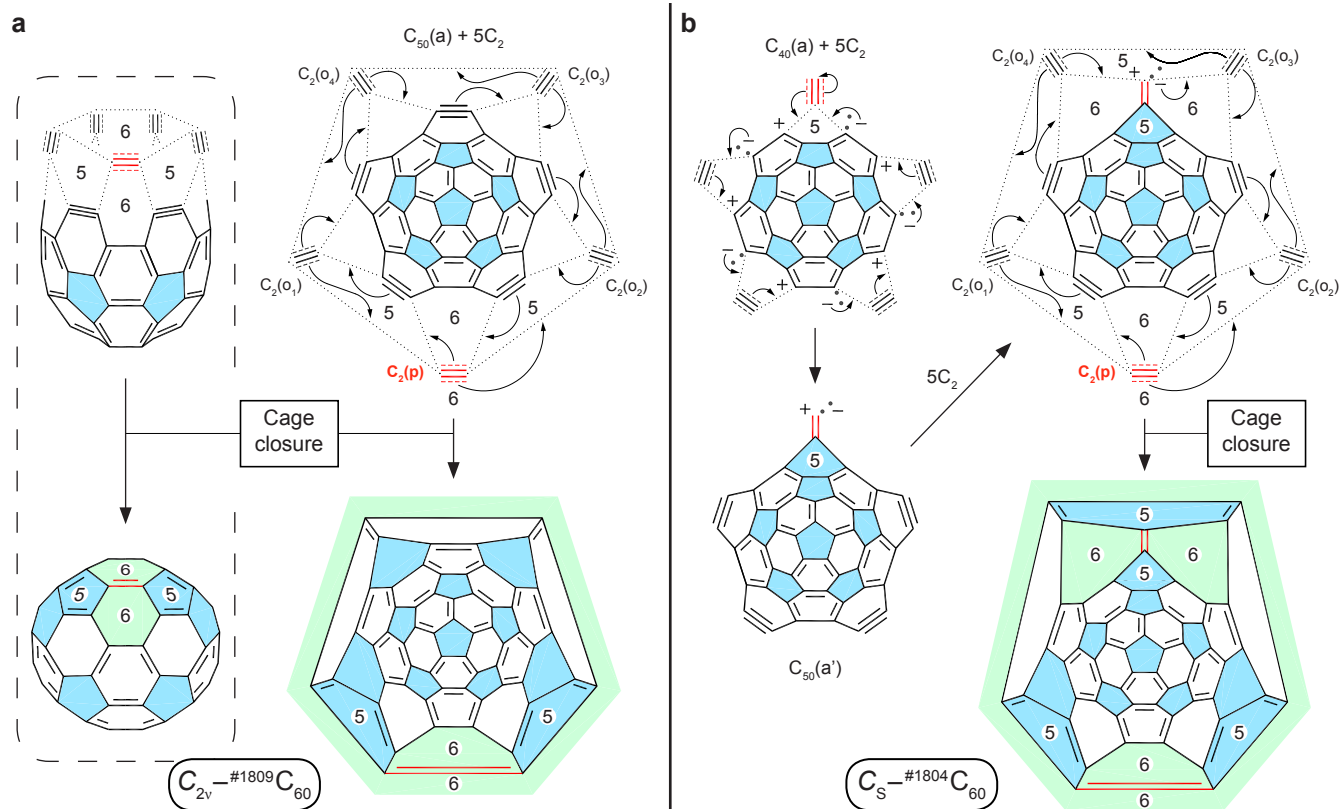 a
C50(a) + 5C2
C2(o4)
C2(o3)
6
5
5
6
C2(o1)
C2(o2)
5
6
5
C2(p)
6
Cage
closure
6
5
5
6
5
5
6
6
C2v–#1809C60
b
C40(a) + 5C2
+
5
–
–
+
+
–
+
–
–
+
+
–
5C2
+
–
5
C50(a')
C2(o4)
C2(o3)
5
+
–
6
6
5
C2(o1)
C2(o2)
5
6
5
C2(p)
6
Cage
closure
5
6
6
5
5
5
6
6
CS–#1804C60